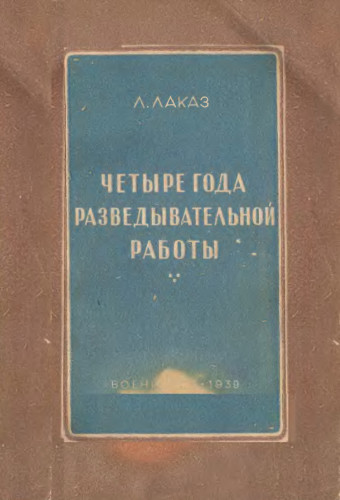 Л. ЛАКАЗ
ЧЕТЫРЕ ГОДА
РАЗВЕДЫВАТЕЛЬНОЙ
РАБОТЫ
1939